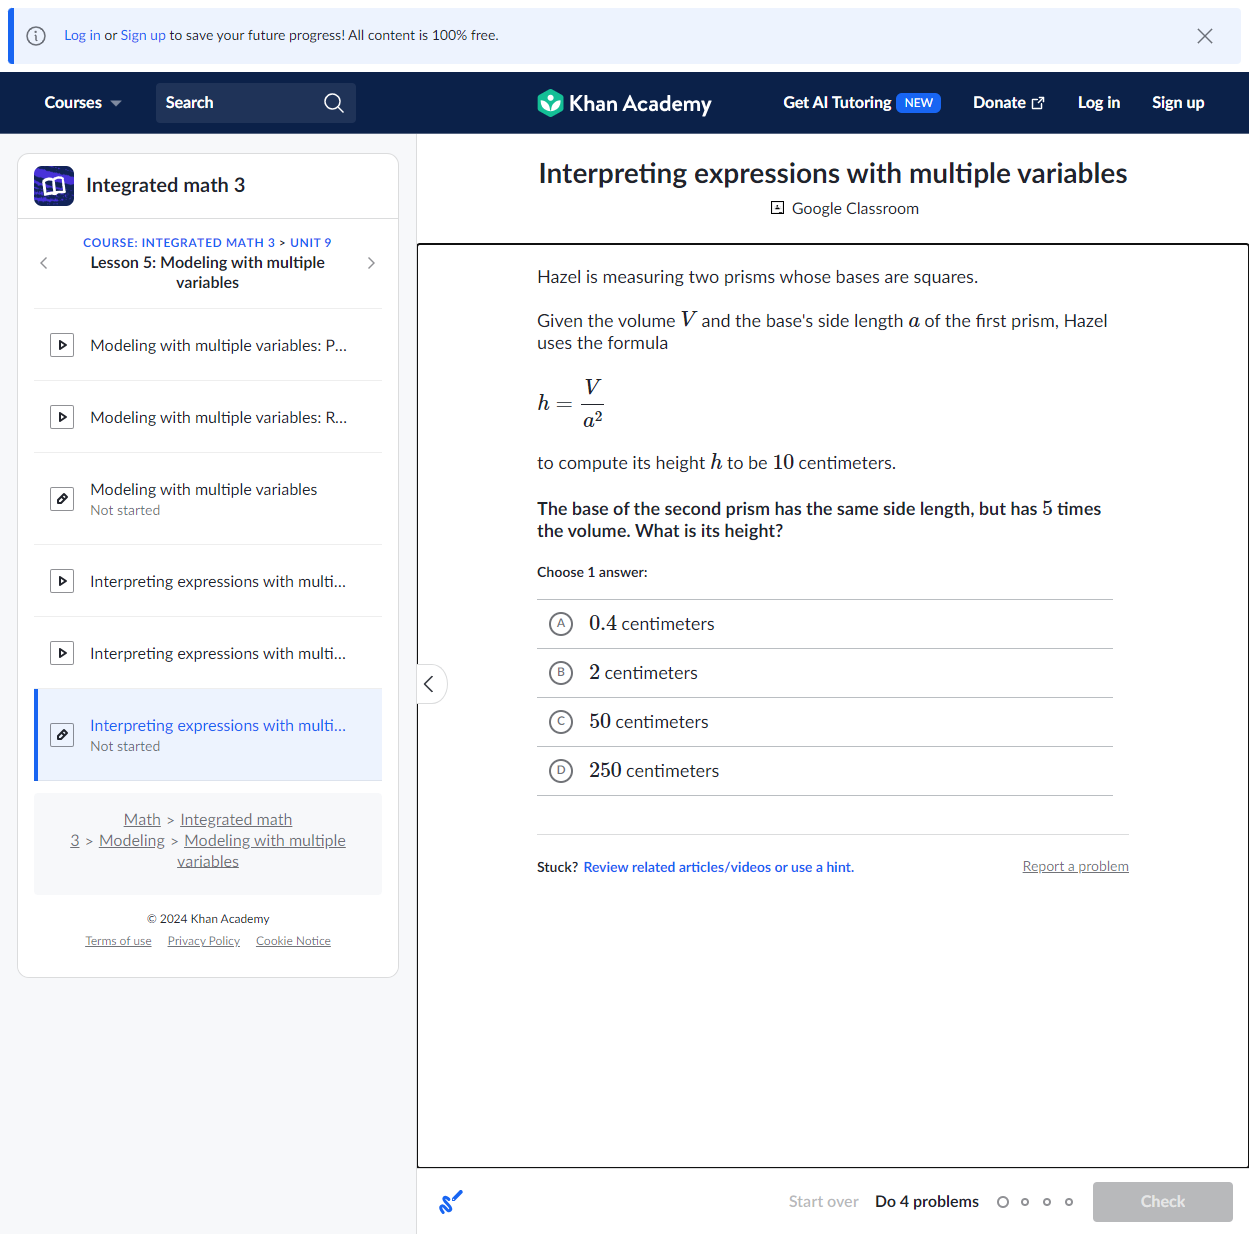 Log in or Sign up to save your future progress! All content is 100% free.
Courses
Search
Khan Academy
Get AI Tutoring NEW
Donate
Log in
Sign up
Integrated math 3
COURSE: INTEGRATED MATH 3 > UNIT 9
Lesson 5: Modeling with multiple
variables
Modeling with multiple variables: P...
Modeling with multiple variables: R...
Modeling with multiple variables
Not started
Interpreting expressions with multi...
Interpreting expressions with multi...
Interpreting expressions with multi...
Not started
Math > Integrated math
3 > Modeling > Modeling with multiple
variables
© 2024 Khan Academy
Terms of use Privacy Policy Cookie Notice
Interpreting expressions with multiple variables
Google Classroom
Hazel is measuring two prisms whose bases are squares.
Given the volume V and the base's side length a of the first prism, Hazel
uses the formula
h = V/a²
to compute its height h to be 10 centimeters.
The base of the second prism has the same side length, but has 5 times
the volume. What is its height?
Choose 1 answer:
A 0.4 centimeters
B 2 centimeters
C 50 centimeters
D 250 centimeters
Stuck? Review related articles/videos or use a hint.
Report a problem
Start over
Do 4 problems
Check